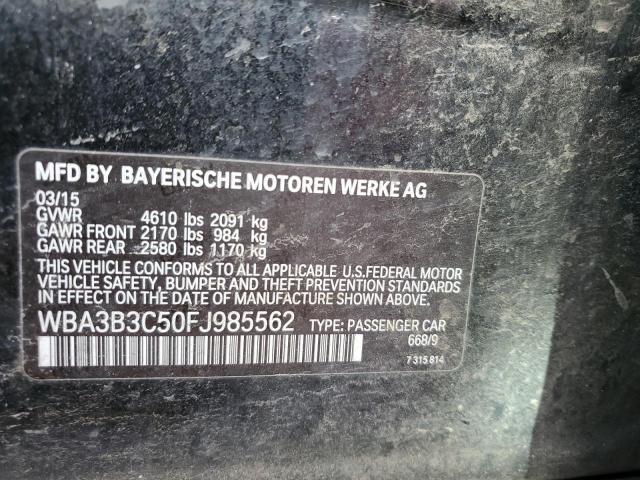 MFD BY BAYERISCHE MOTOREN WERKE AG
03/15
GVWR 4610 lbs 2091 kg
GAWR FRONT 2170 lbs 984 kg
GAWR REAR 2580 lbs 1170 kg
THIS VEHICLE CONFORMS TO ALL APPLICABLE U.S.FEDERAL MOTOR
VEHICLE SAFETY, BUMPER AND THEFT PREVENTION STANDARDS
IN EFFECT ON THE DATE OF MANUFACTURE SHOWN ABOVE.
WBA3B3C50FJ985562 TYPE: PASSENGER CAR
668/9
7 315 814